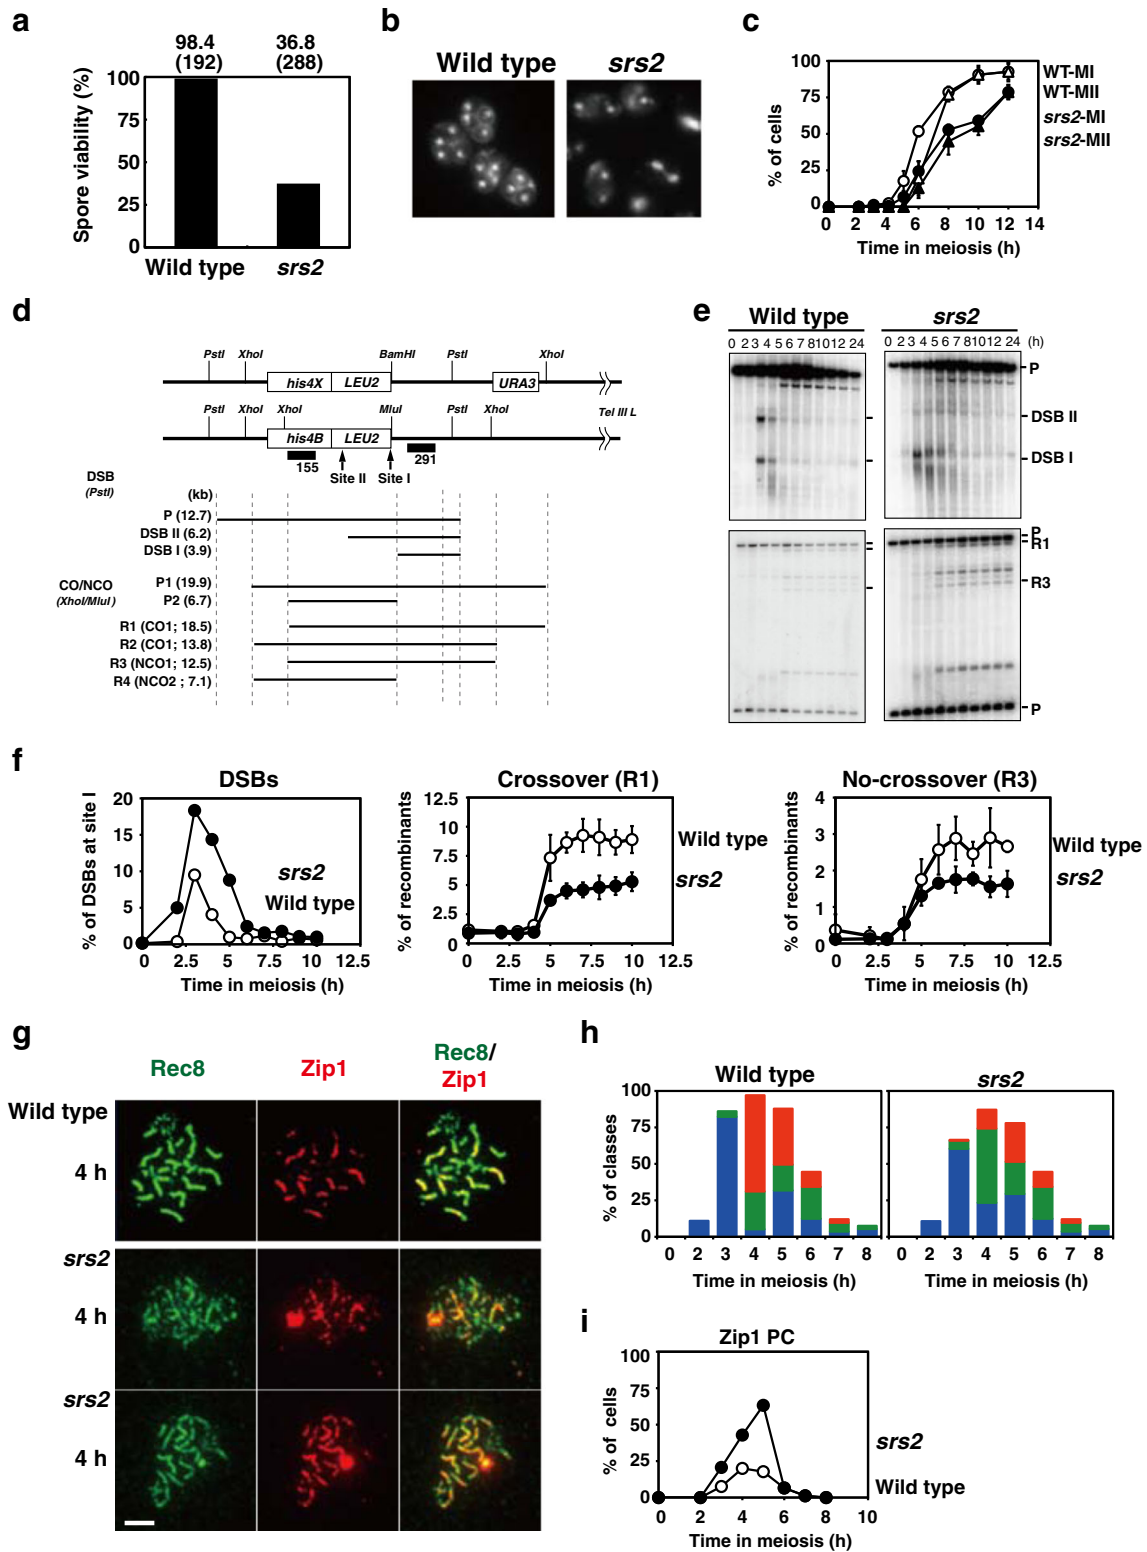 a
98.4
(192)
36.8
(288)
Spore viability (%)
100
75
50
25
0
Wild type
srs2
b
Wild type
srs2
c
% of cells
100
75
50
25
0
0 2 4 6 8 10 12 14
Time in meiosis (h)
WT-MI
WT-MII
srs2-MI
srs2-MII
d
PstI XhoI BamHI PstI XhoI
his4X LEU2 URA3
PstI XhoI XhoI MluI PstI XhoI Tel III L
his4B LEU2
155 291
Site II Site I
DSB
(PstI)
(kb)
P (12.7)
DSB II (6.2)
DSB I (3.9)
CO/NCO
(XhoI/MluI)
P1 (19.9)
P2 (6.7)
R1 (CO1; 18.5)
R2 (CO1; 13.8)
R3 (NCO1; 12.5)
R4 (NCO2 ; 7.1)
e
Wild type
srs2
0 2 3 4 5 6 7 8 10 12 24
0 2 3 4 5 6 7 8 10 12 24 (h)
P
DSB II
DSB I
P
R1
R3
P
f
DSBs
% of DSBs at site I
20
15
10
5
0
srs2
Wild type
0 2.5 5 7.5 10 12.5
Time in meiosis (h)
Crossover (R1)
% of recombinants
12.5
10
7.5
5
2.5
0
Wild type
srs2
0 2.5 5 7.5 10 12.5
Time in meiosis (h)
No-crossover (R3)
% of recombinants
4
3
2
1
0
Wild type
srs2
0 2.5 5 7.5 10 12.5
Time in meiosis (h)
g
Rec8
Zip1
Rec8/
Zip1
Wild type
4 h
srs2
4 h
srs2
4 h
h
Wild type
srs2
% of classes
100
75
50
25
0
0 2 3 4 5 6 7 8
0 2 3 4 5 6 7 8
Time in meiosis (h)
Time in meiosis (h)
i
Zip1 PC
% of cells
100
75
50
25
0
srs2
Wild type
0 2 4 6 8 10
Time in meiosis (h)